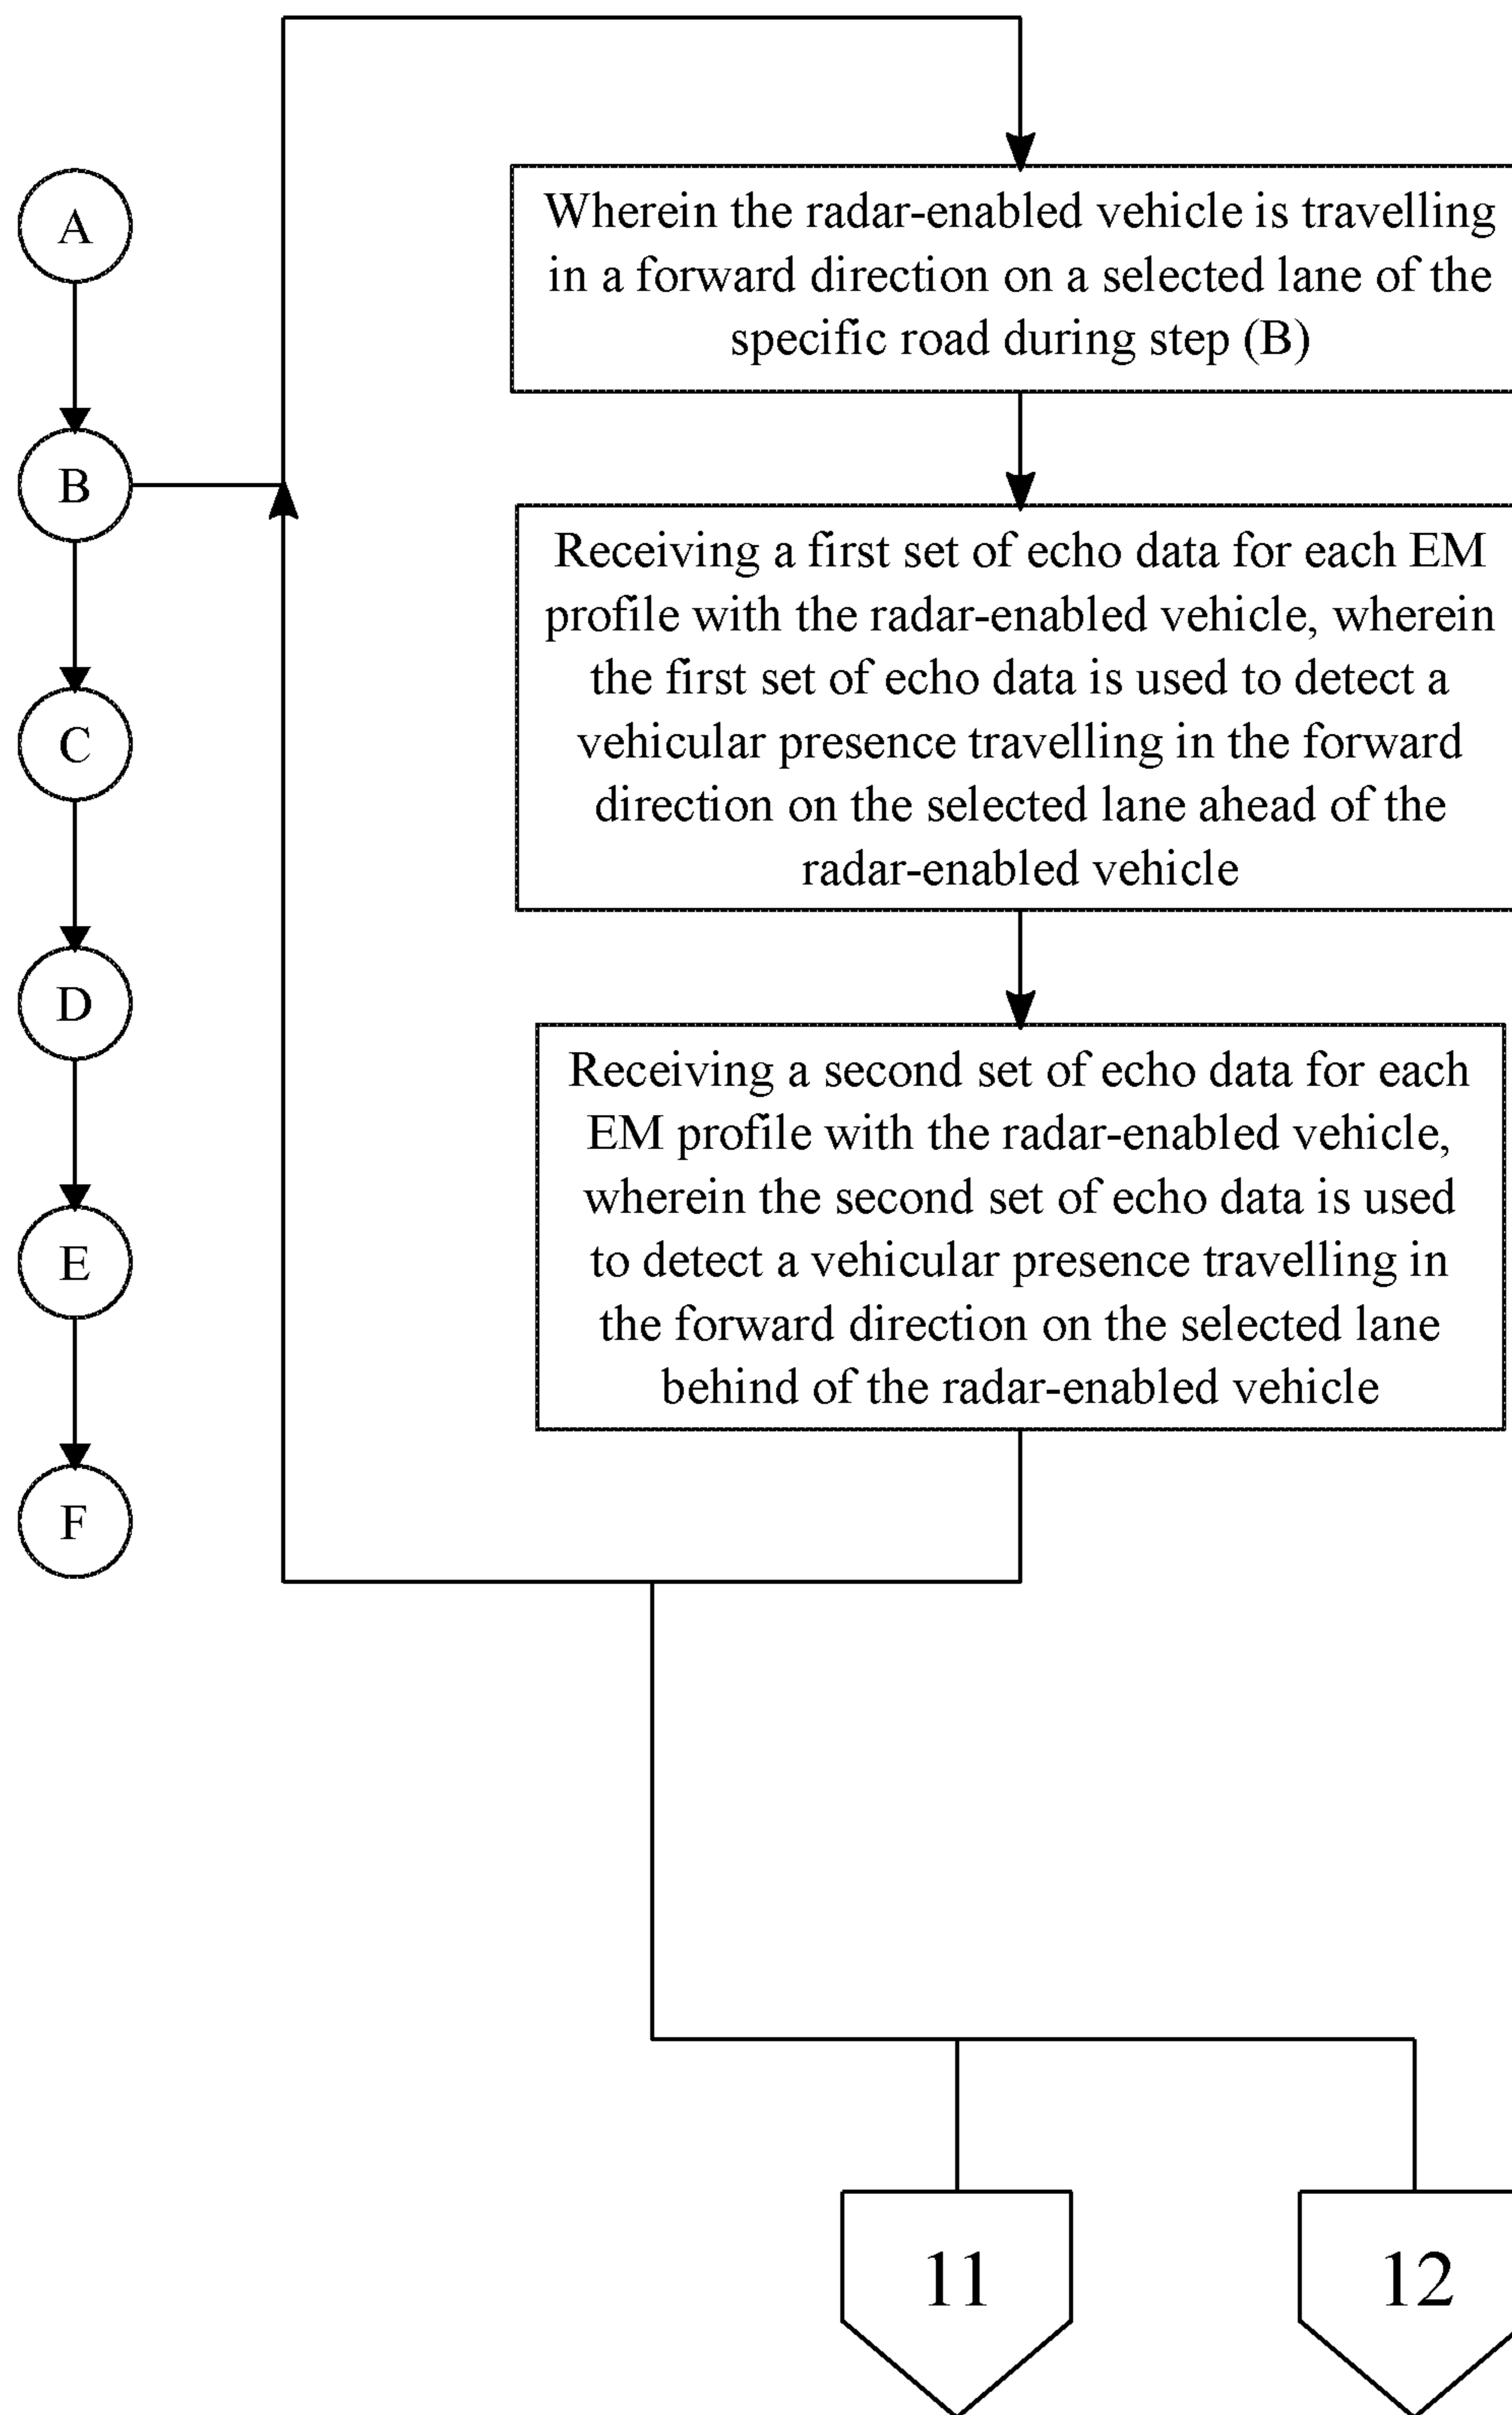 A
B
C
D
E
F
Wherein the radar-enabled vehicle is travelling
in a forward direction on a selected lane of the
specific road during step (B)
Receiving a first set of echo data for each EM
profile with the radar-enabled vehicle, wherein
the first set of echo data is used to detect a
vehicular presence travelling in the forward
direction on the selected lane ahead of the
radar-enabled vehicle
Receiving a second set of echo data for each
EM profile with the radar-enabled vehicle,
wherein the second set of echo data is used
to detect a vehicular presence travelling in
the forward direction on the selected lane
behind of the radar-enabled vehicle
11
12